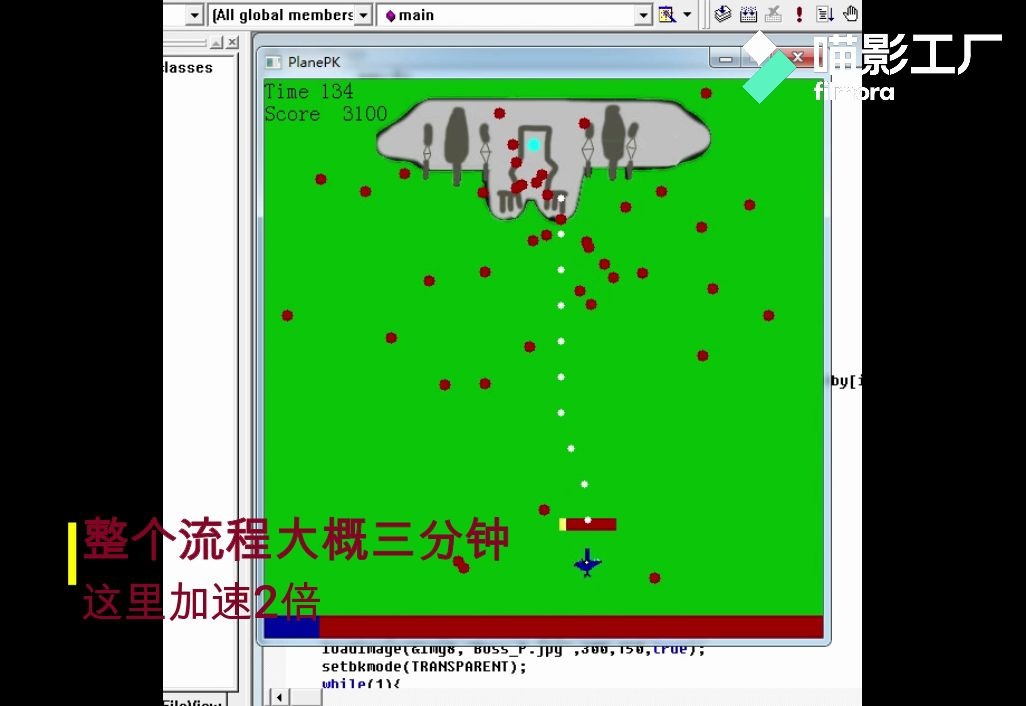 (All global members
main
classes
PlanePK
喵影工厂
filmora
Time 134
Score 3100
by[i
整个流程大概三分钟
这里加速2倍
loadimage(&img8,"Boss_P.jpg",300,150,true);
setbkmode(TRANSPARENT);
while(1){
FileView